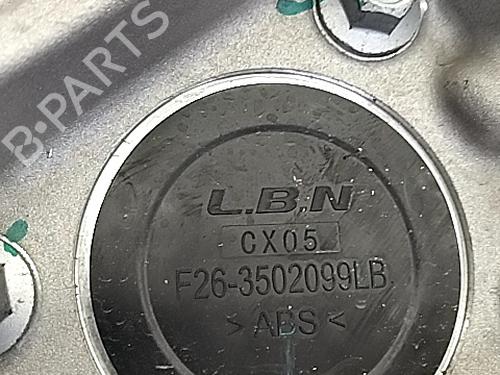 B-PARTS
L.B.N
CX05
F26-3502099LB
> ABS <